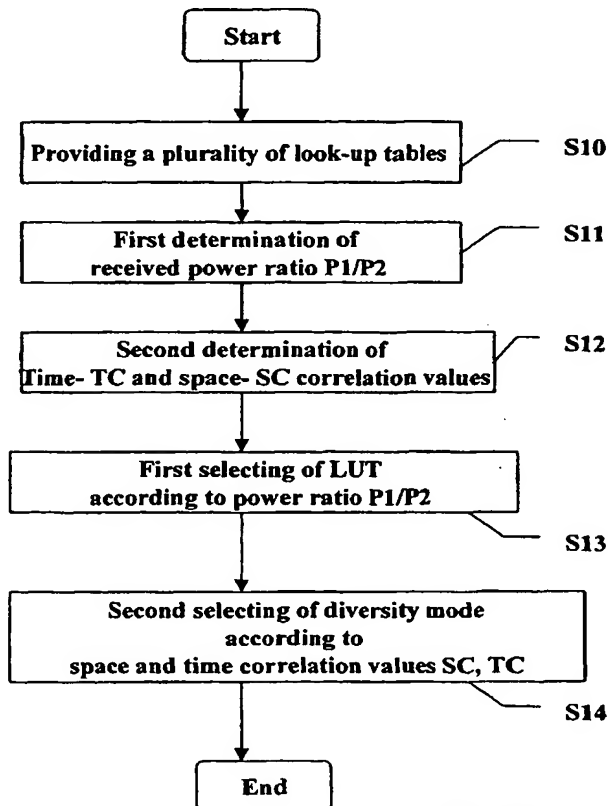 Start
Providing a plurality of look-up tables
S10
First determination of
received power ratio P1/P2
S11
Second determination of
Time- TC and space- SC correlation values
S12
First selecting of LUT
according to power ratio P1/P2
S13
Second selecting of diversity mode
according to
space and time correlation values SC, TC
S14
End